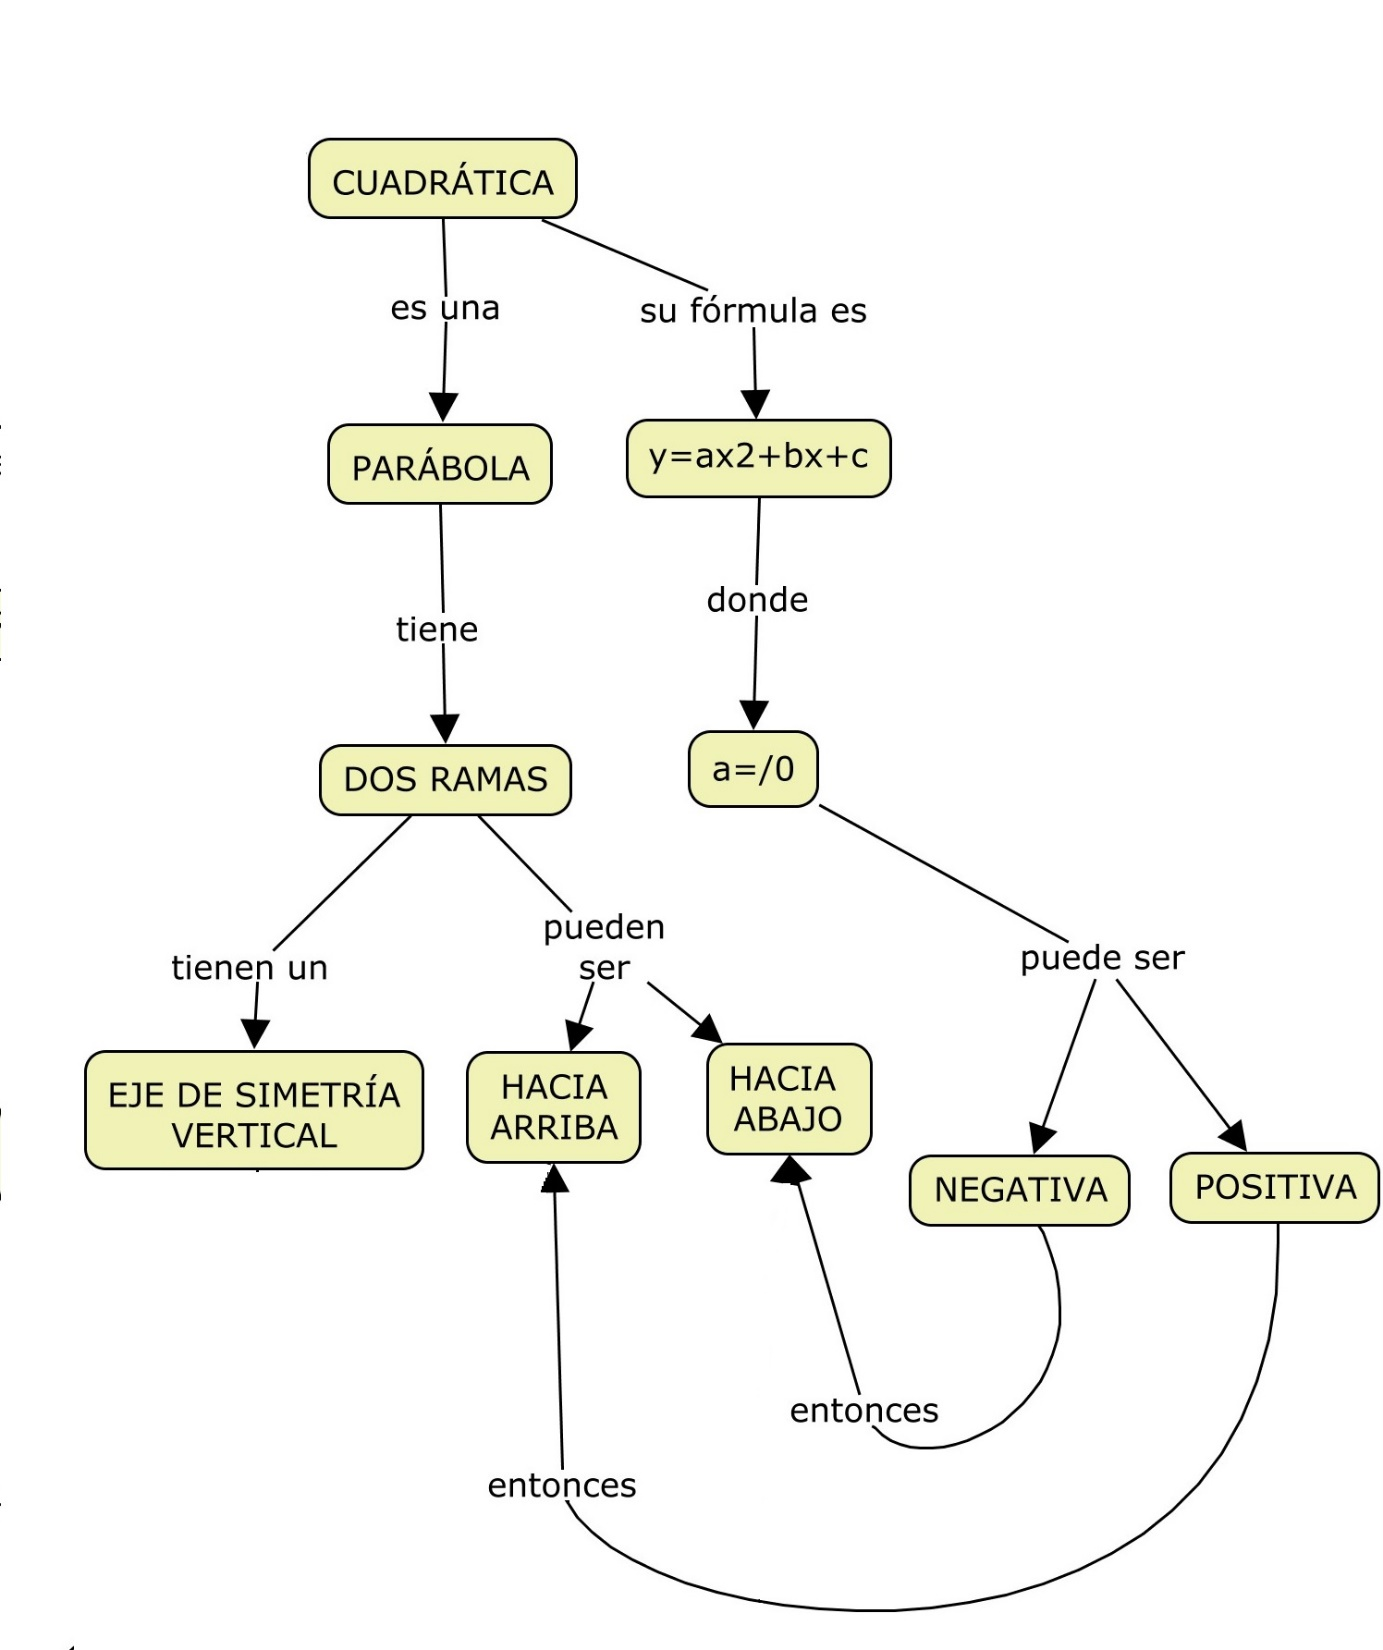 CUADRÁTICA
es una
su fórmula es
PARÁBOLA
y=ax2+bx+c
donde
tiene
DOS RAMAS
a=/0
pueden
ser
tienen un
puede ser
EJE DE SIMETRÍA
VERTICAL
HACIA
ARRIBA
HACIA
ABAJO
NEGATIVA
POSITIVA
entonces
entonces